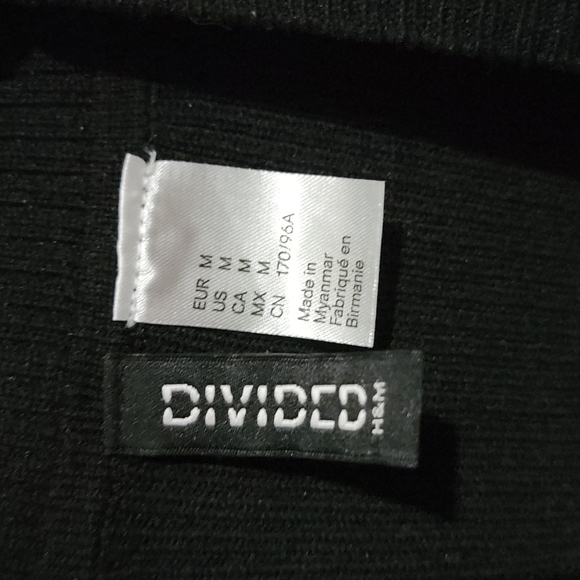 EUR M
US M
CA M
MX M
CN 170/96A
Made in
Myanmar
Fabriqué en
Birmanie
DIVIDED
H&M